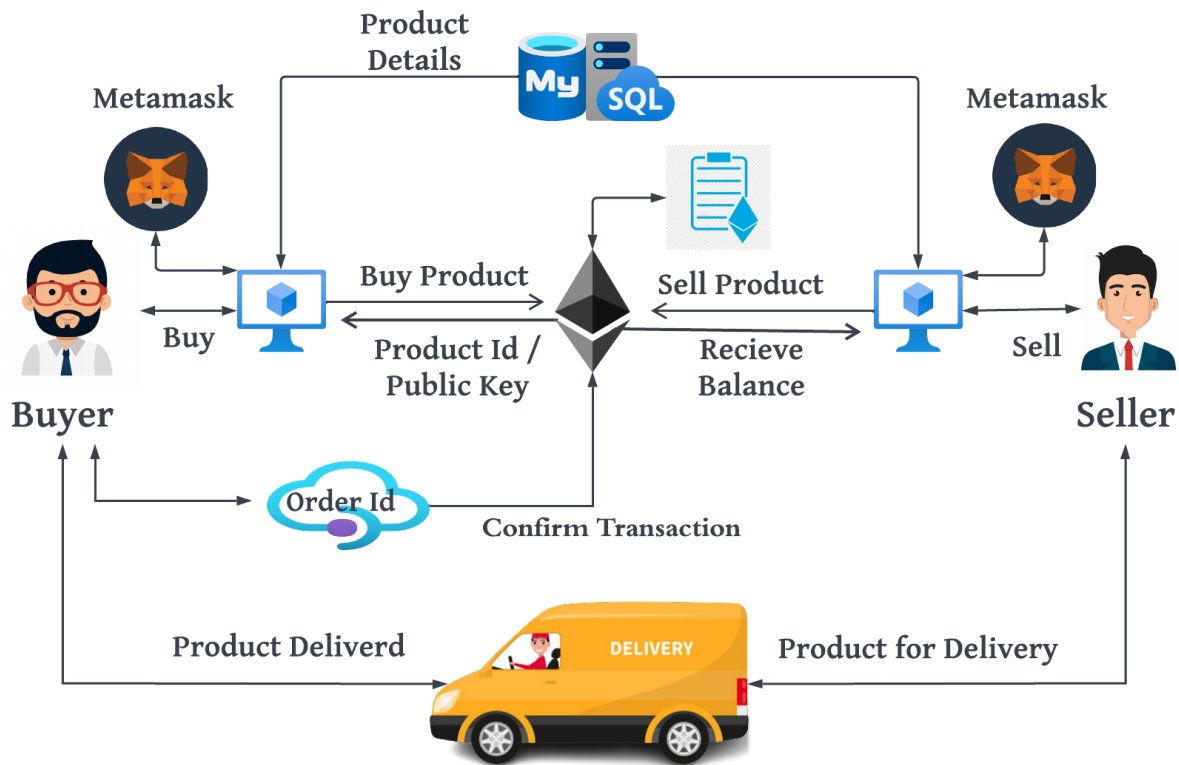 Product
Details
My
SQL
Metamask
Metamask
Buy Product
Sell Product
Buy
Product Id /
Public Key
Recieve
Balance
Sell
Buyer
Seller
Order Id
Confirm Transaction
Product Deliverd
DELIVERY
Product for Delivery